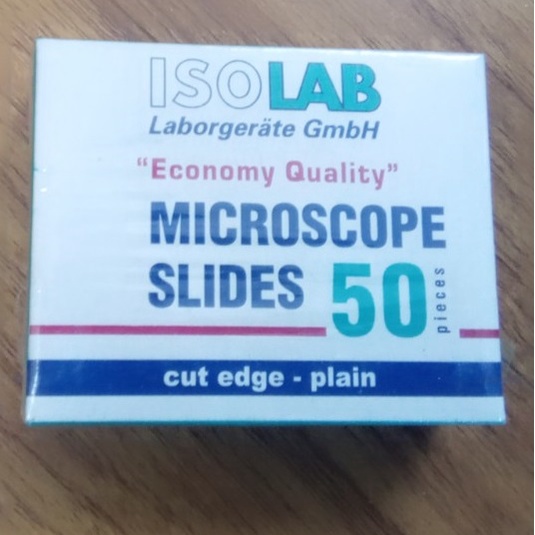 ISOLAB
Laborgeräte GmbH
"Economy Quality"
MICROSCOPE
SLIDES 50 pieces
cut edge - plain